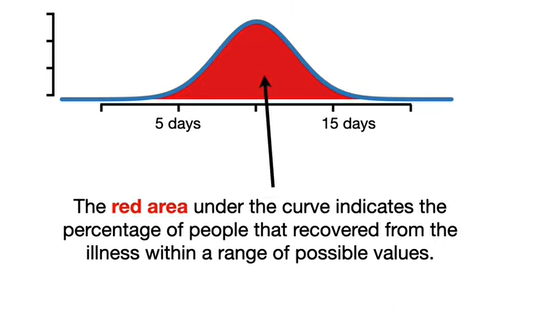 5 days
15 days
The red area under the curve indicates the
percentage of people that recovered from the
illness within a range of possible values.